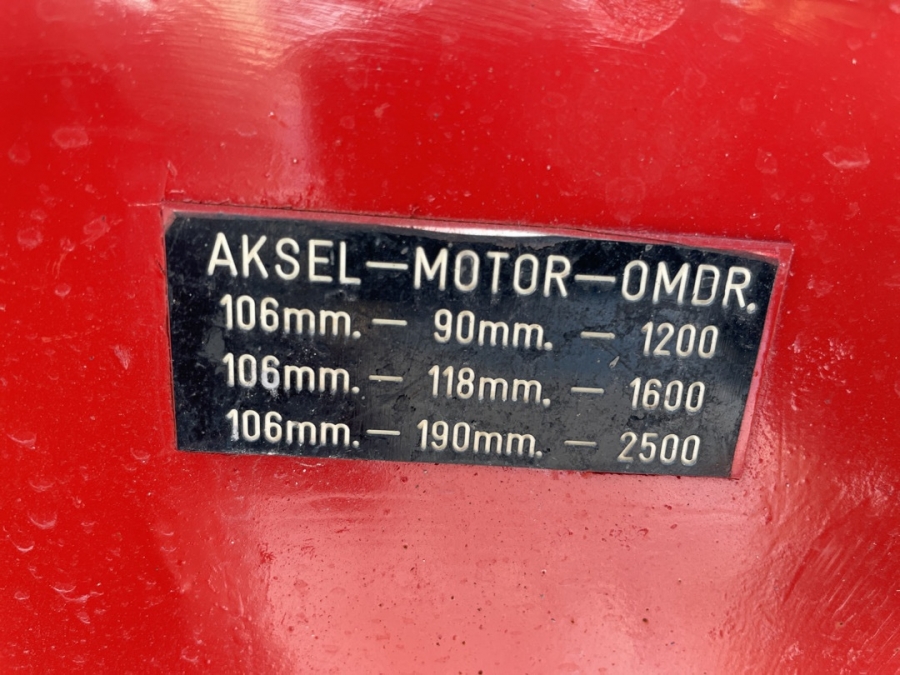 AKSEL—MOTOR—OMDR.
106mm. — 90mm. — 1200
106mm. — 118mm. — 1600
106mm. — 190mm. — 2500